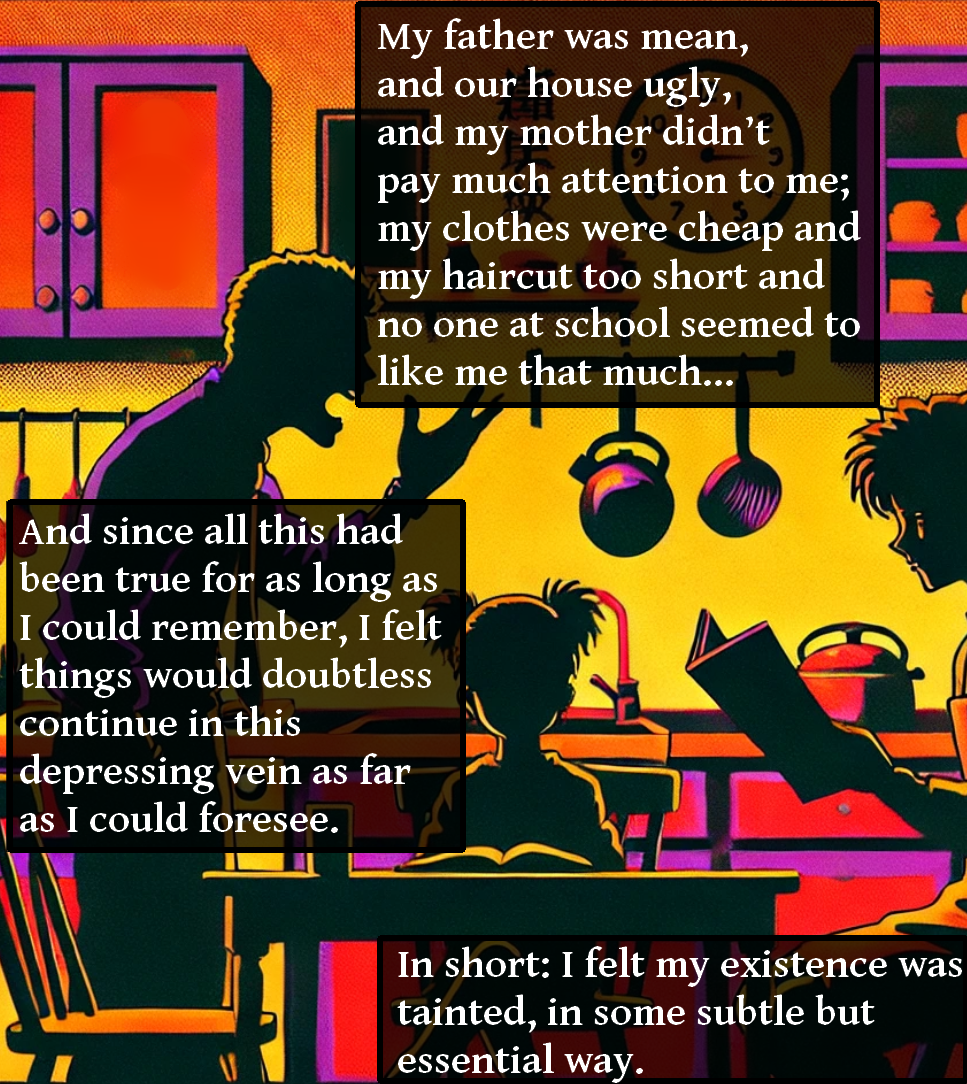 My father was mean,
and our house ugly,
and my mother didn’t
pay much attention to me;
my clothes were cheap and
my haircut too short and
no one at school seemed to
like me that much...
And since all this had
been true for as long as
I could remember, I felt
things would doubtless
continue in this
depressing vein as far
as I could foresee.
In short: I felt my existence was
tainted, in some subtle but
essential way.